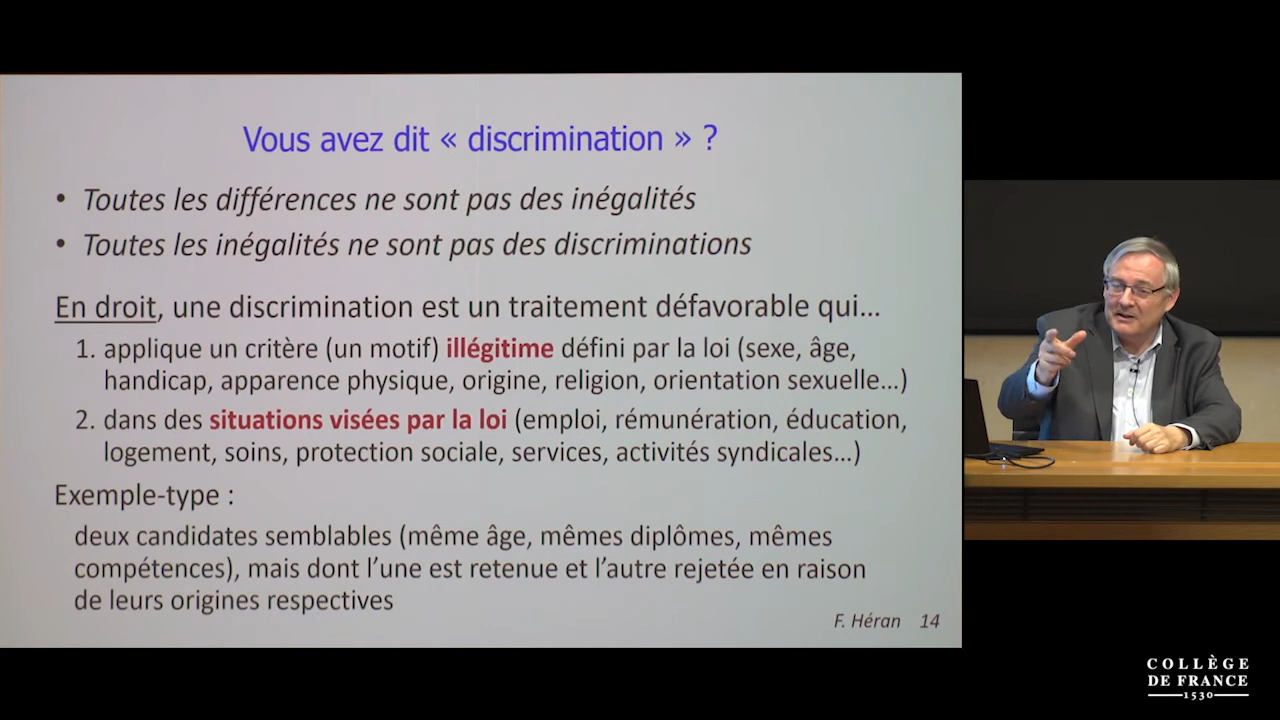 Vous avez dit « discrimination » ?
• Toutes les différences ne sont pas des inégalités
• Toutes les inégalités ne sont pas des discriminations
En droit, une discrimination est un traitement défavorable qui...
1. applique un critère (un motif) illégitime défini par la loi (sexe, âge,
handicap, apparence physique, origine, religion, orientation sexuelle...)
2. dans des situations visées par la loi (emploi, rémunération, éducation,
logement, soins, protection sociale, services, activités syndicales...)
Exemple-type :
deux candidates semblables (même âge, mêmes diplômes, mêmes
compétences), mais dont l’une est retenue et l’autre rejetée en raison
de leurs origines respectives
F. Héran 14
COLLÈGE
DE FRANCE
1530